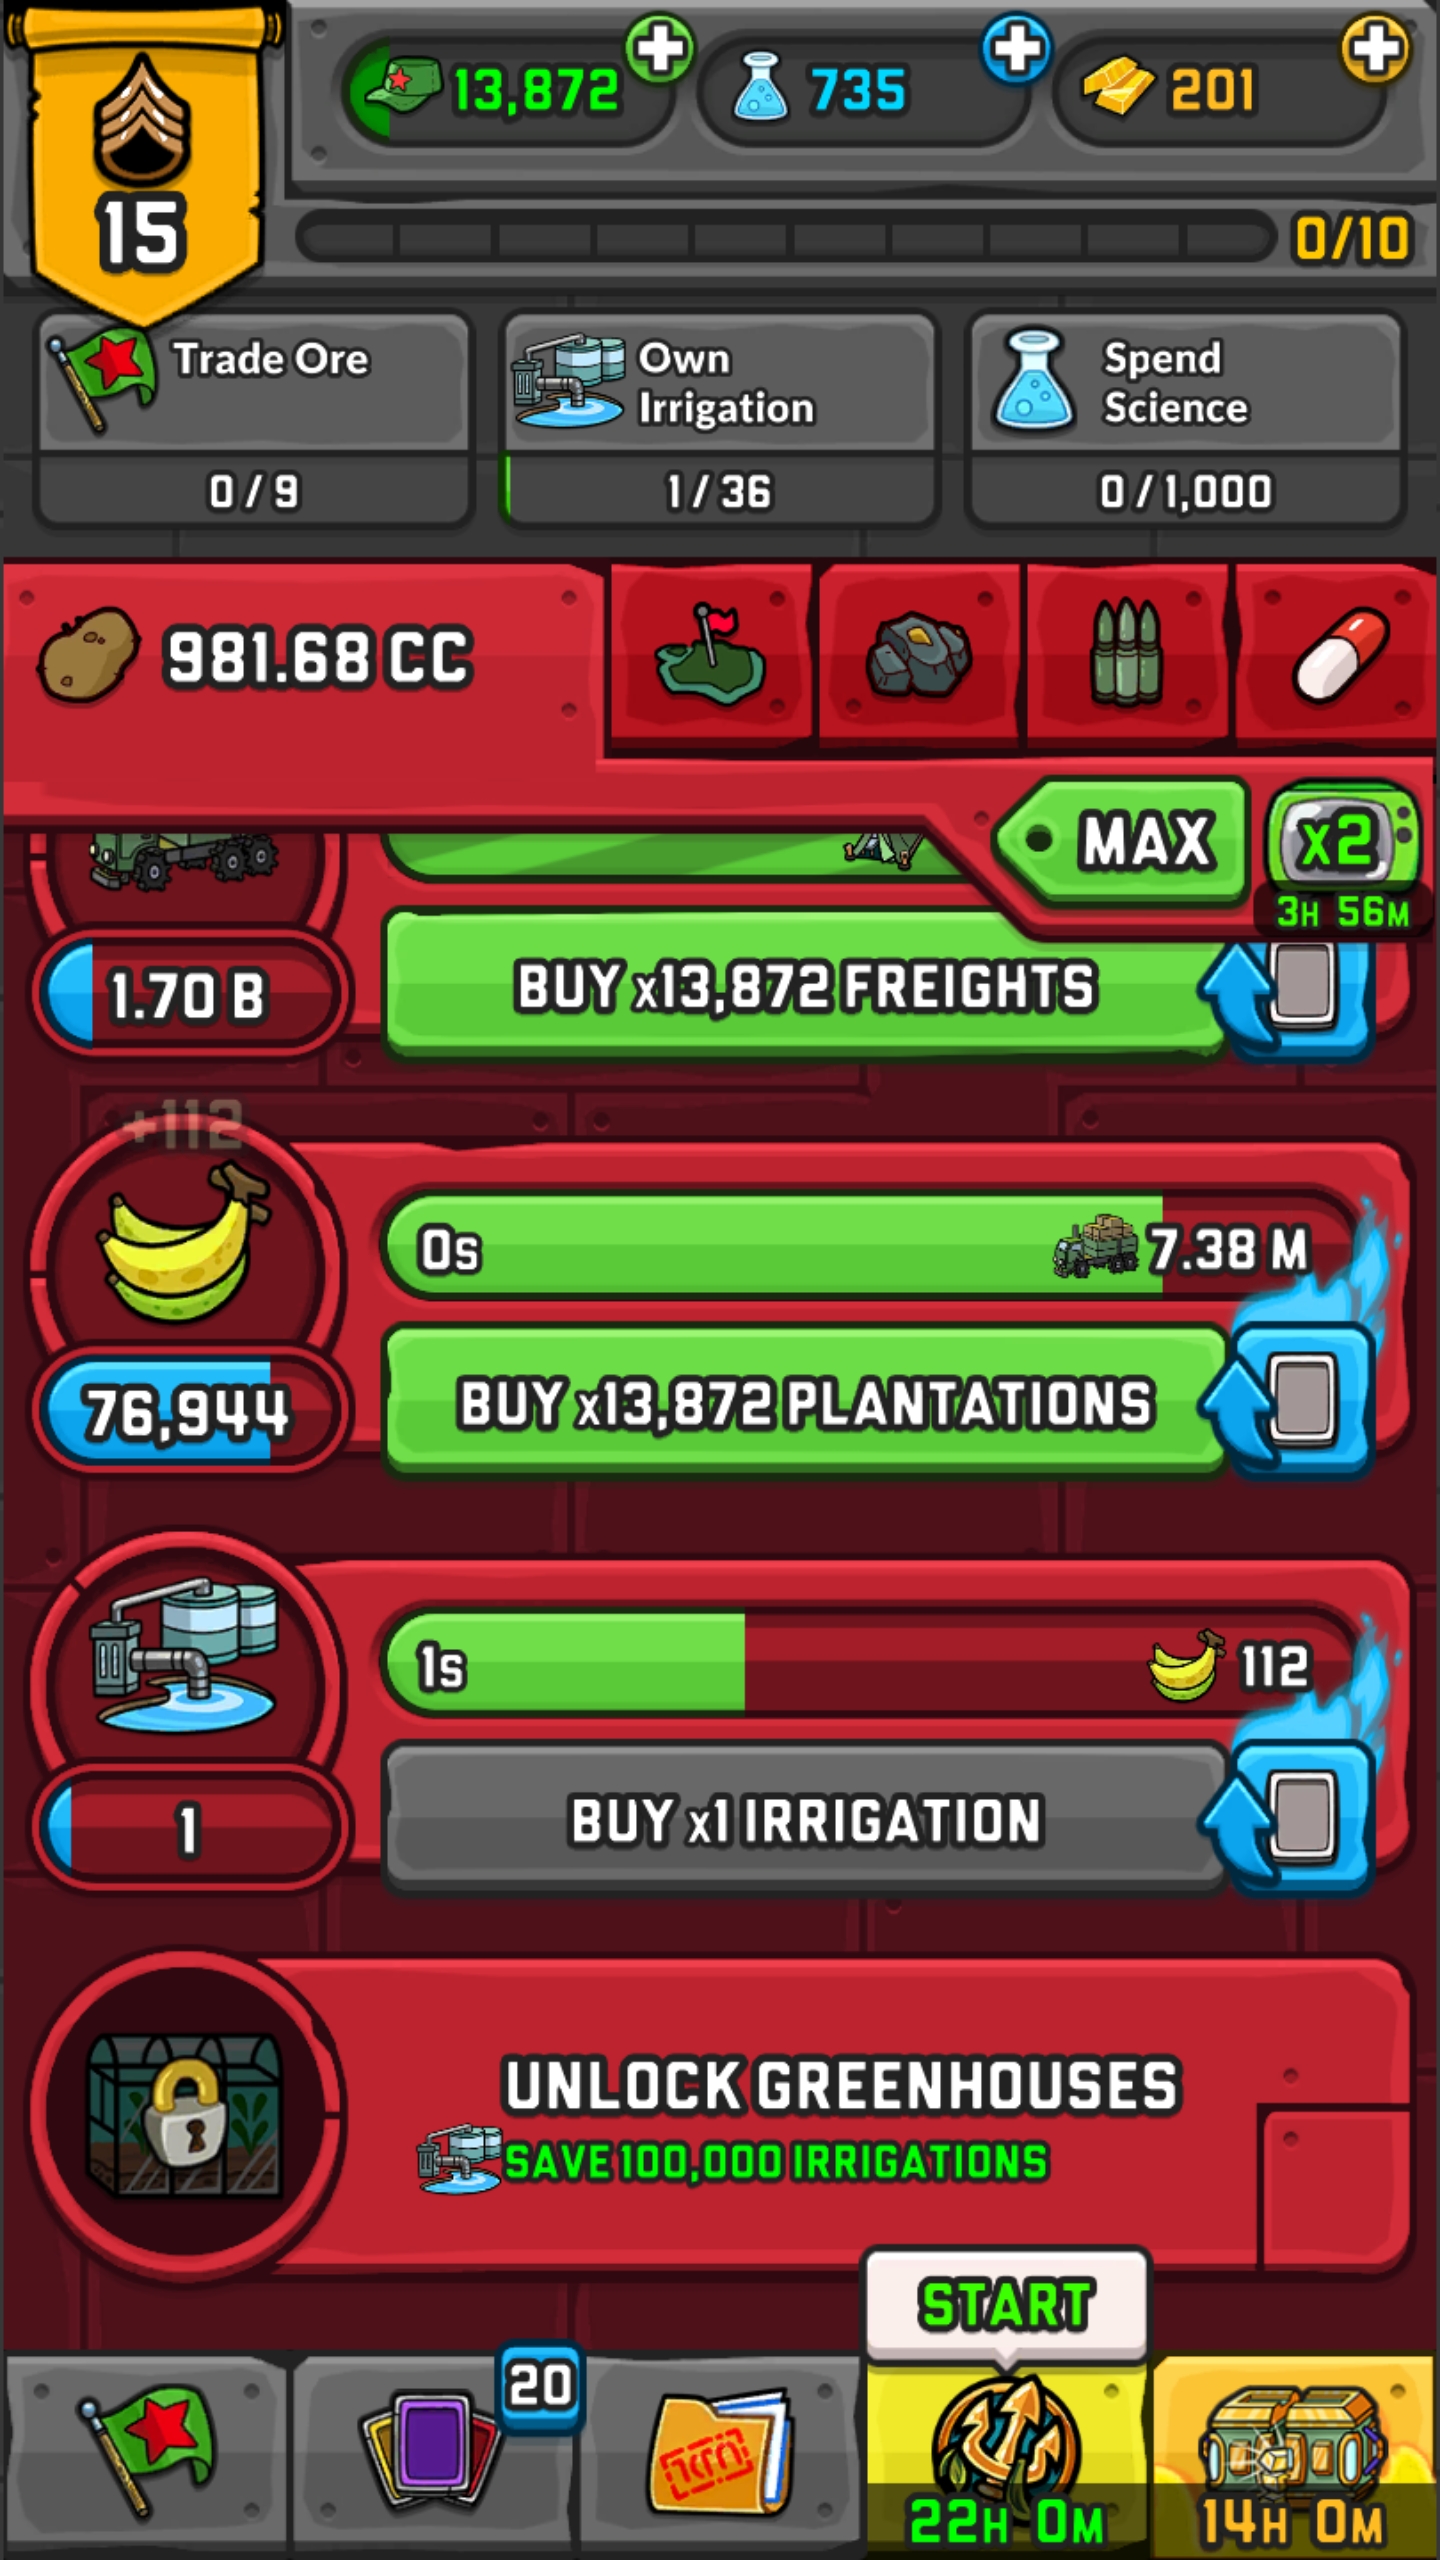 13,872
735
201
15
0/10
Trade Ore
0 / 9
Own
Irrigation
1 / 36
Spend
Science
0 / 1,000
981.68 CC
MAX
x2
3H 56M
1.70 B
BUY x13,872 FREIGHTS
+112
0s
7.38 M
76,944
BUY x13,872 PLANTATIONS
1s
112
1
BUY x1 IRRIGATION
UNLOCK GREENHOUSES
SAVE 100,000 IRRIGATIONS
START
20
22H 0M
14H 0M